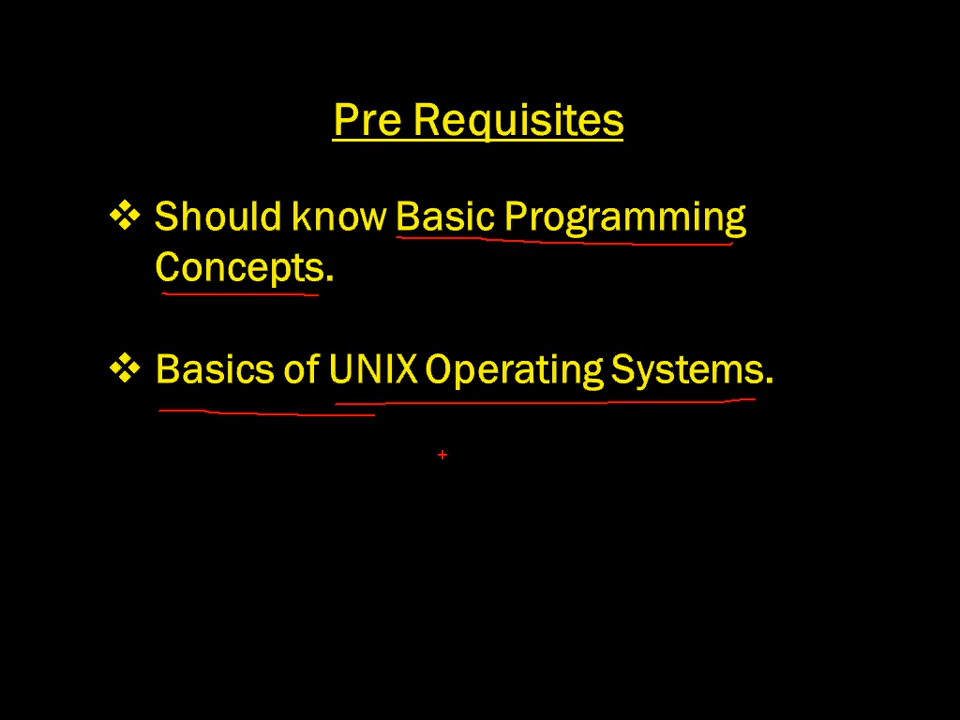 Pre Requisites
❖ Should know Basic Programming
Concepts.
❖ Basics of UNIX Operating Systems.